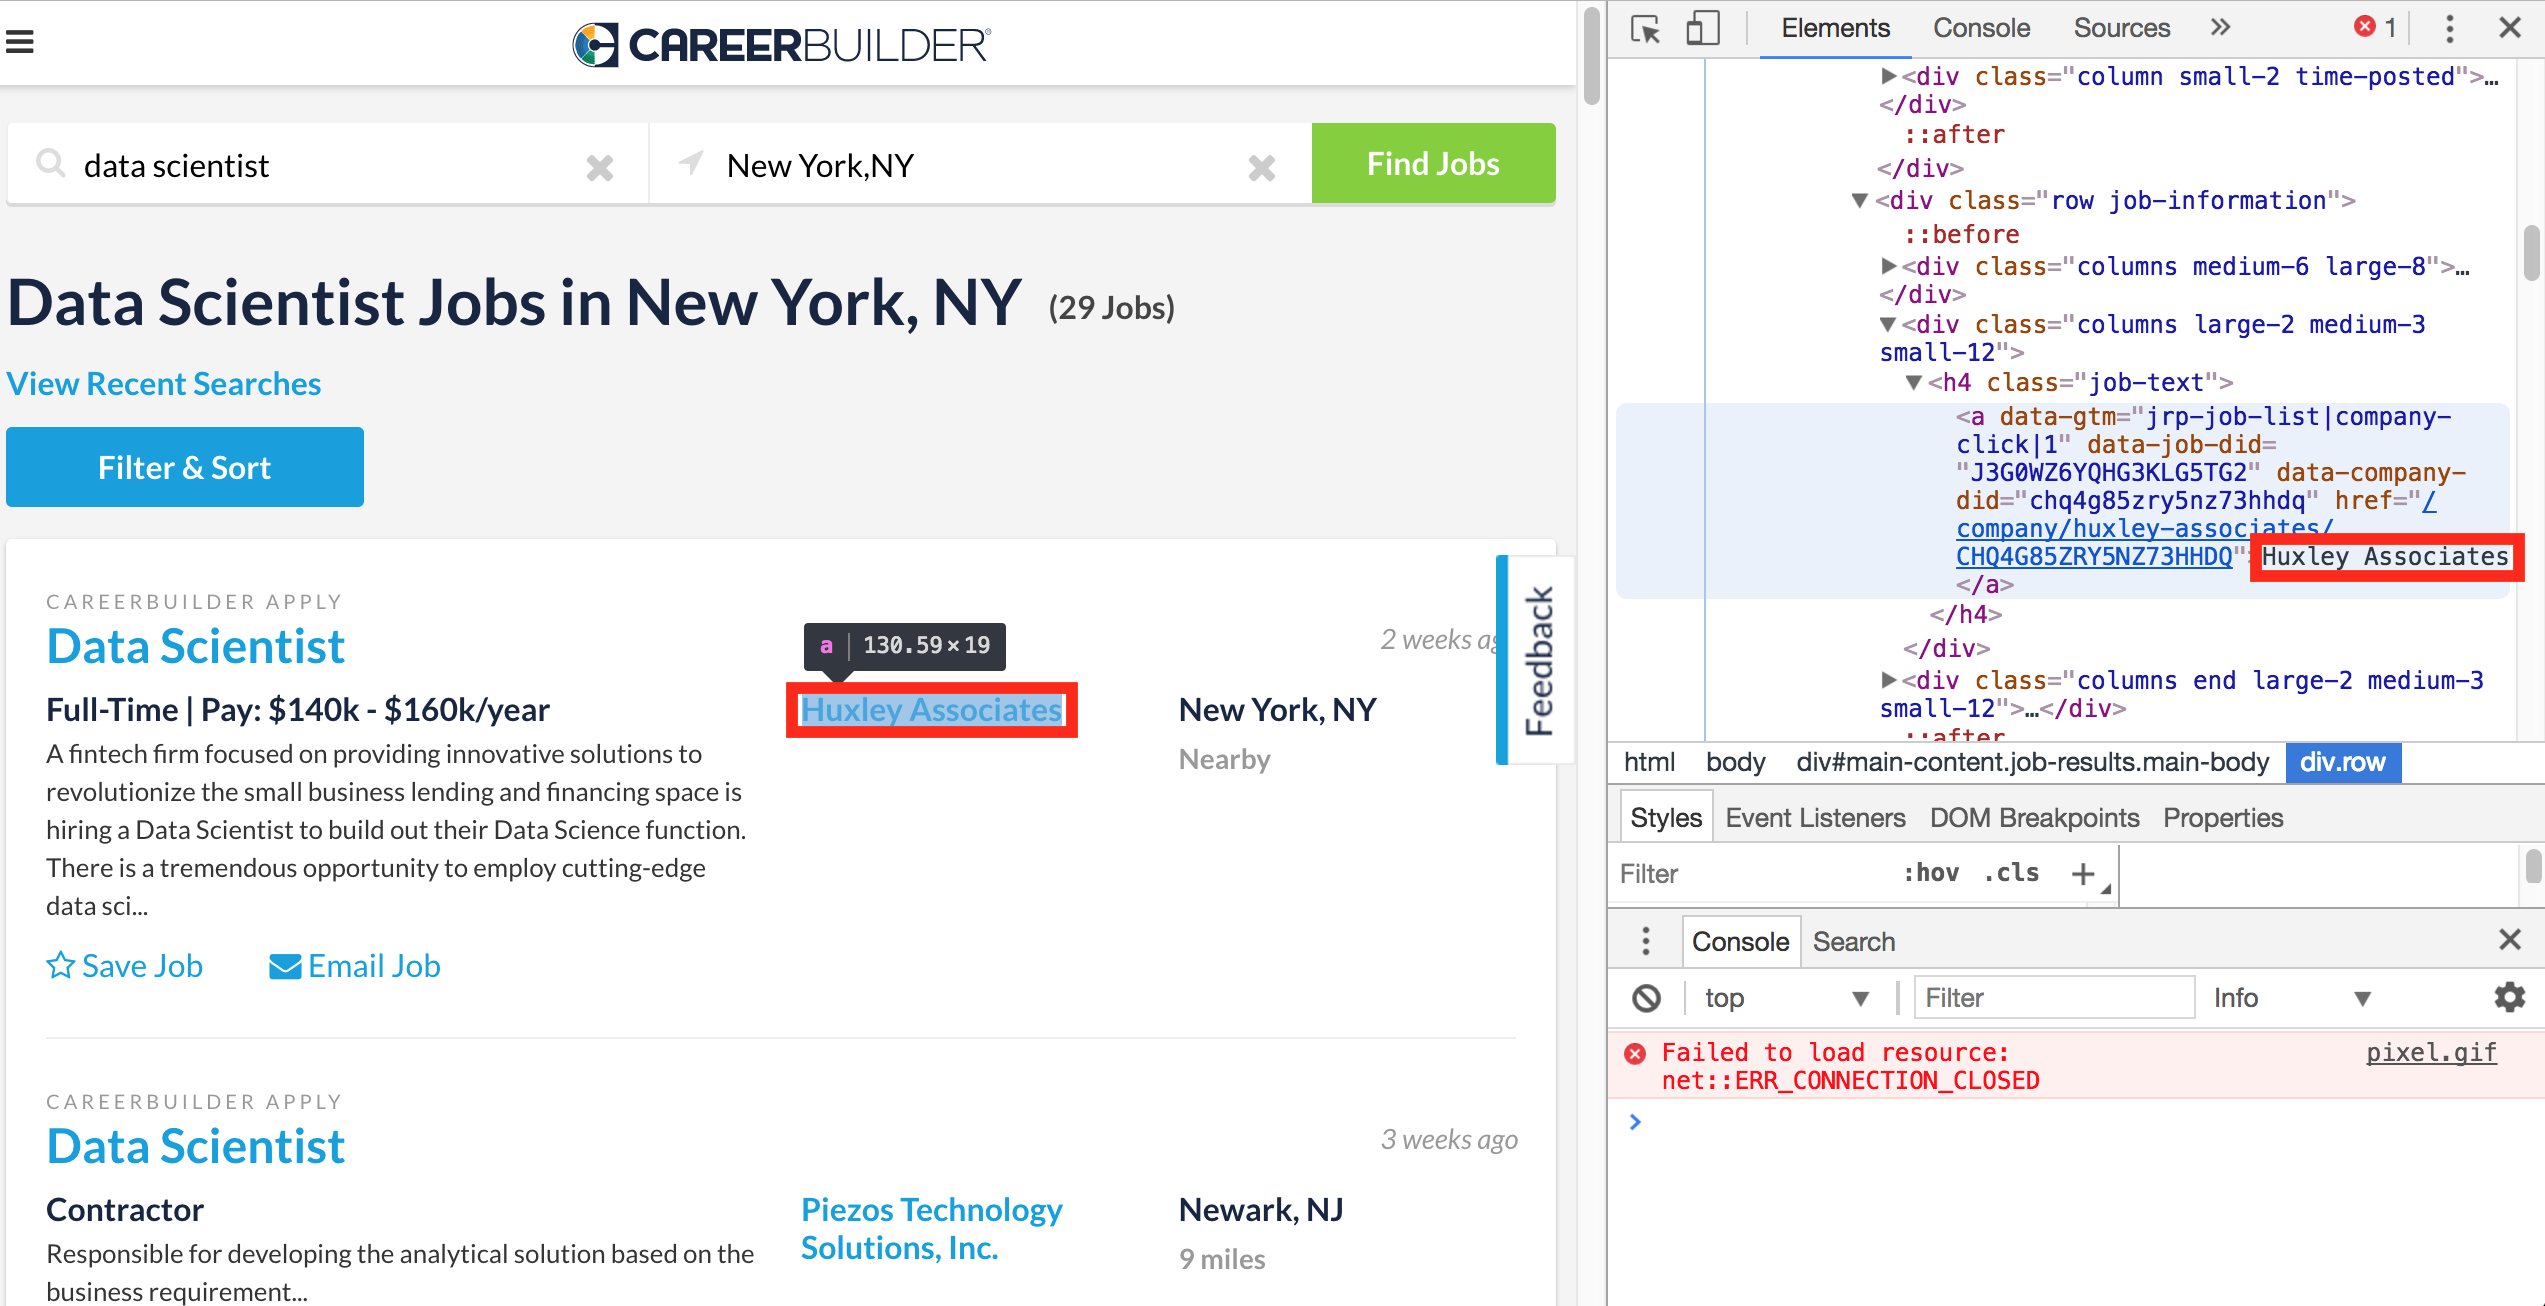 CAREERBUILDER®
data scientist
New York,NY
Find Jobs
Data Scientist Jobs in New York, NY (29 Jobs)
View Recent Searches
Filter & Sort
CAREERBUILDER APPLY
Data Scientist
a 130.59×19
2 weeks ag
Full-Time | Pay: $140k - $160k/year
Huxley Associates
New York, NY
Nearby
A fintech firm focused on providing innovative solutions to
revolutionize the small business lending and financing space is
hiring a Data Scientist to build out their Data Science function.
There is a tremendous opportunity to employ cutting-edge
data sci...
Save Job Email Job
Feedback
CAREERBUILDER APPLY
Data Scientist
3 weeks ago
Contractor
Piezos Technology
Solutions, Inc.
Newark, NJ
9 miles
Responsible for developing the analytical solution based on the
business requirement...
Elements Console Sources » 1
<div class="column small-2 time-posted">…
</div>
::after
</div>
<div class="row job-information">
::before
<div class="columns medium-6 large-8">…
</div>
<div class="columns large-2 medium-3
small-12">
<h4 class="job-text">
<a data-gtm="jrp-job-list|company-
click|1" data-job-did=
"J3G0WZ6YQHG3KLG5TG2" data-company-
did="chq4g85zry5nz73hhdq" href="/
company/huxley-associates/
CHQ4G85ZRY5NZ73HHDQ">Huxley Associates
</a>
</h4>
</div>
<div class="columns end large-2 medium-3
small-12">…</div>
::after
html body div#main-content.job-results.main-body div.row
Styles Event Listeners DOM Breakpoints Properties
Filter :hov .cls +
Console Search
top Filter Info
Failed to load resource: pixel.gif
net::ERR_CONNECTION_CLOSED
>